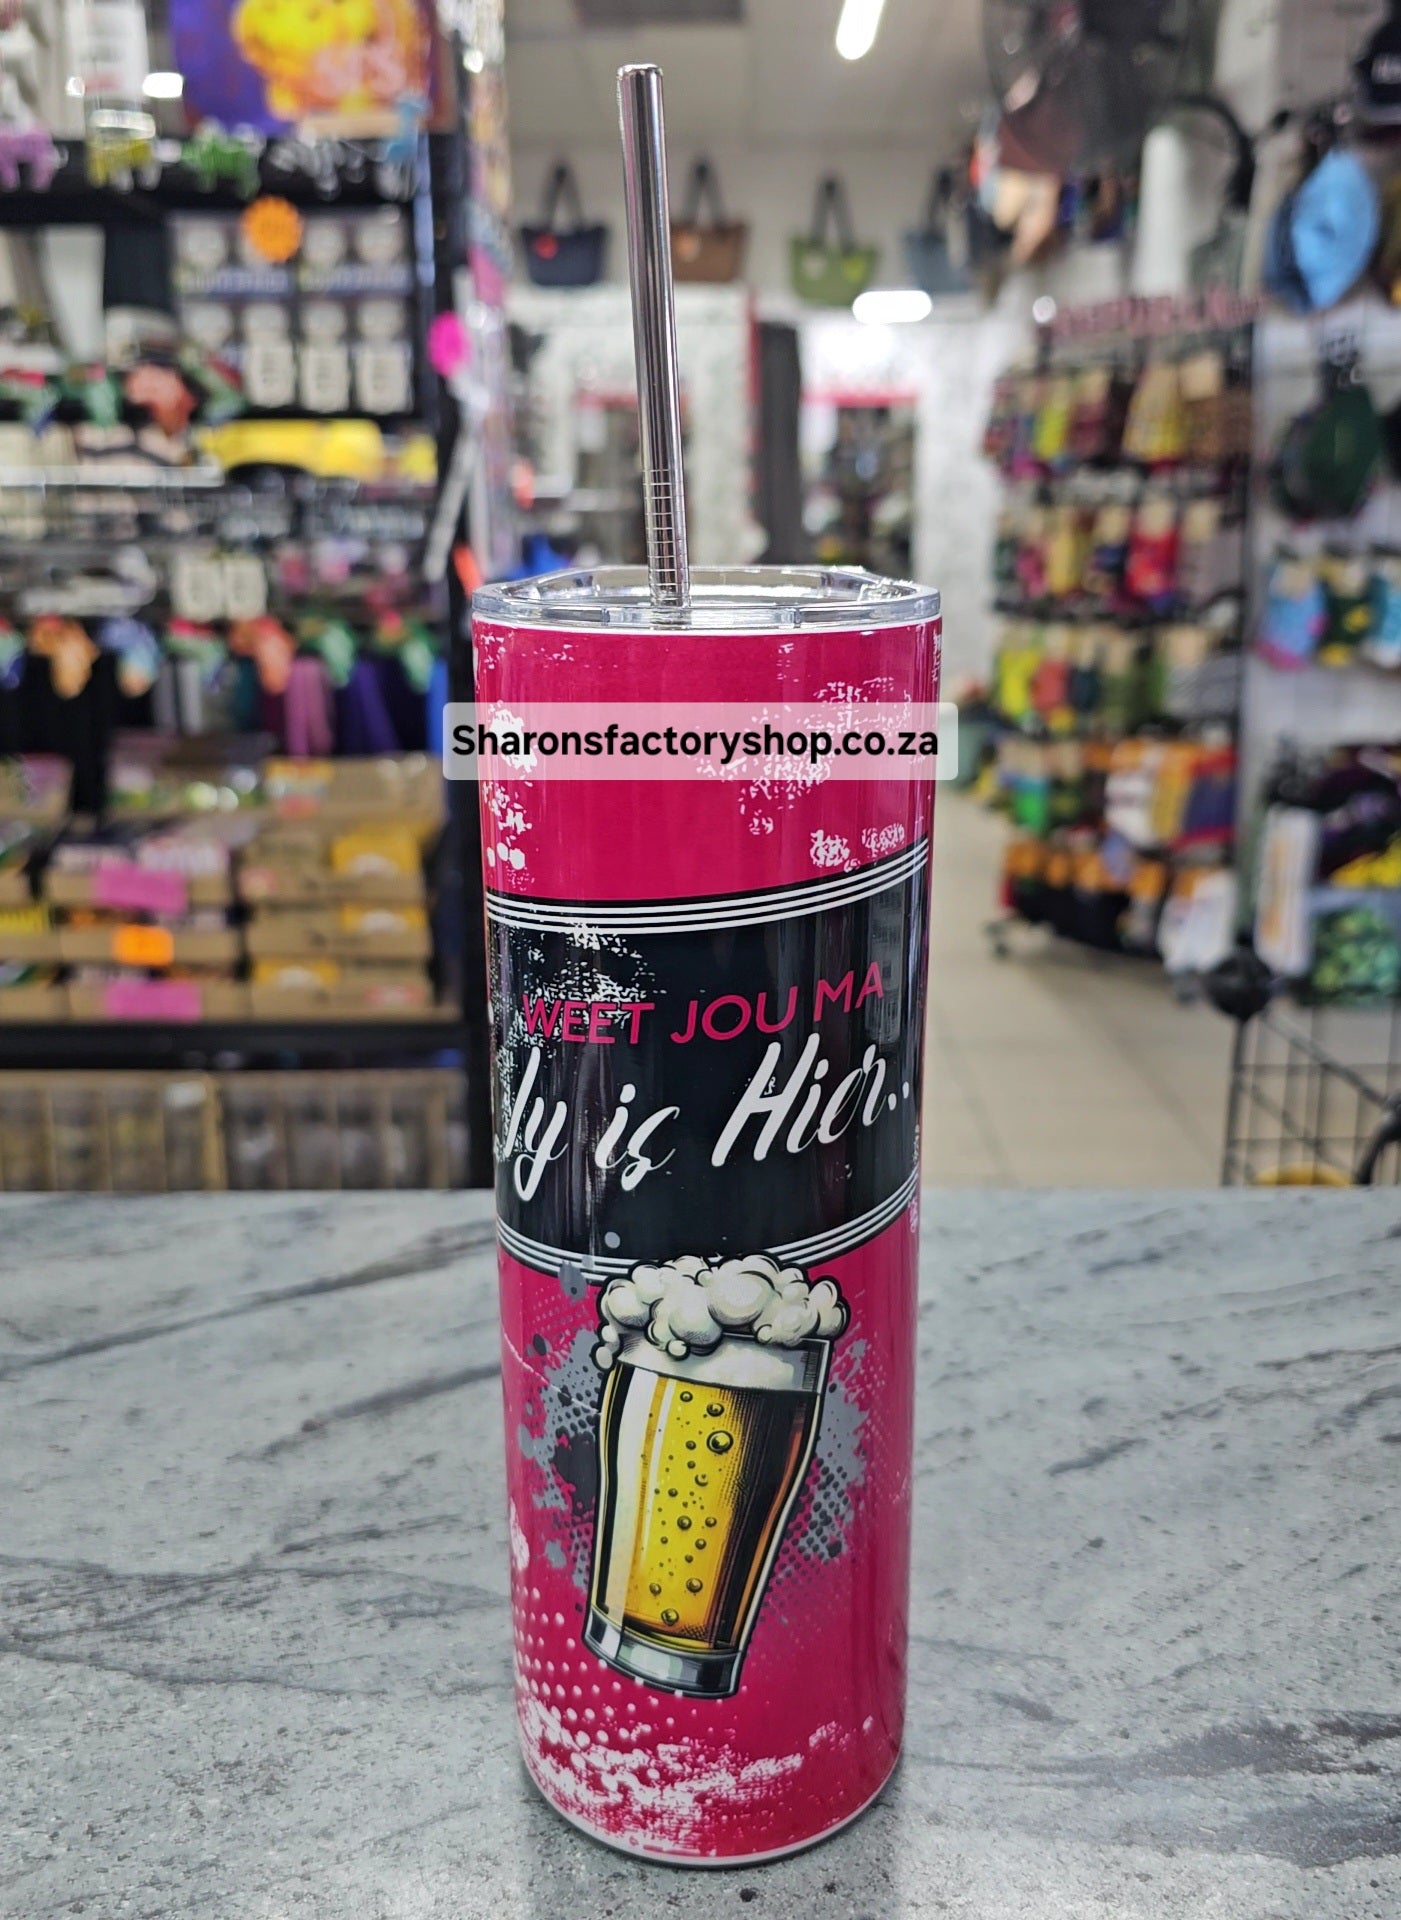 Sharonsfactoryshop.co.za
WEET JOU MA
Jy is Hier..